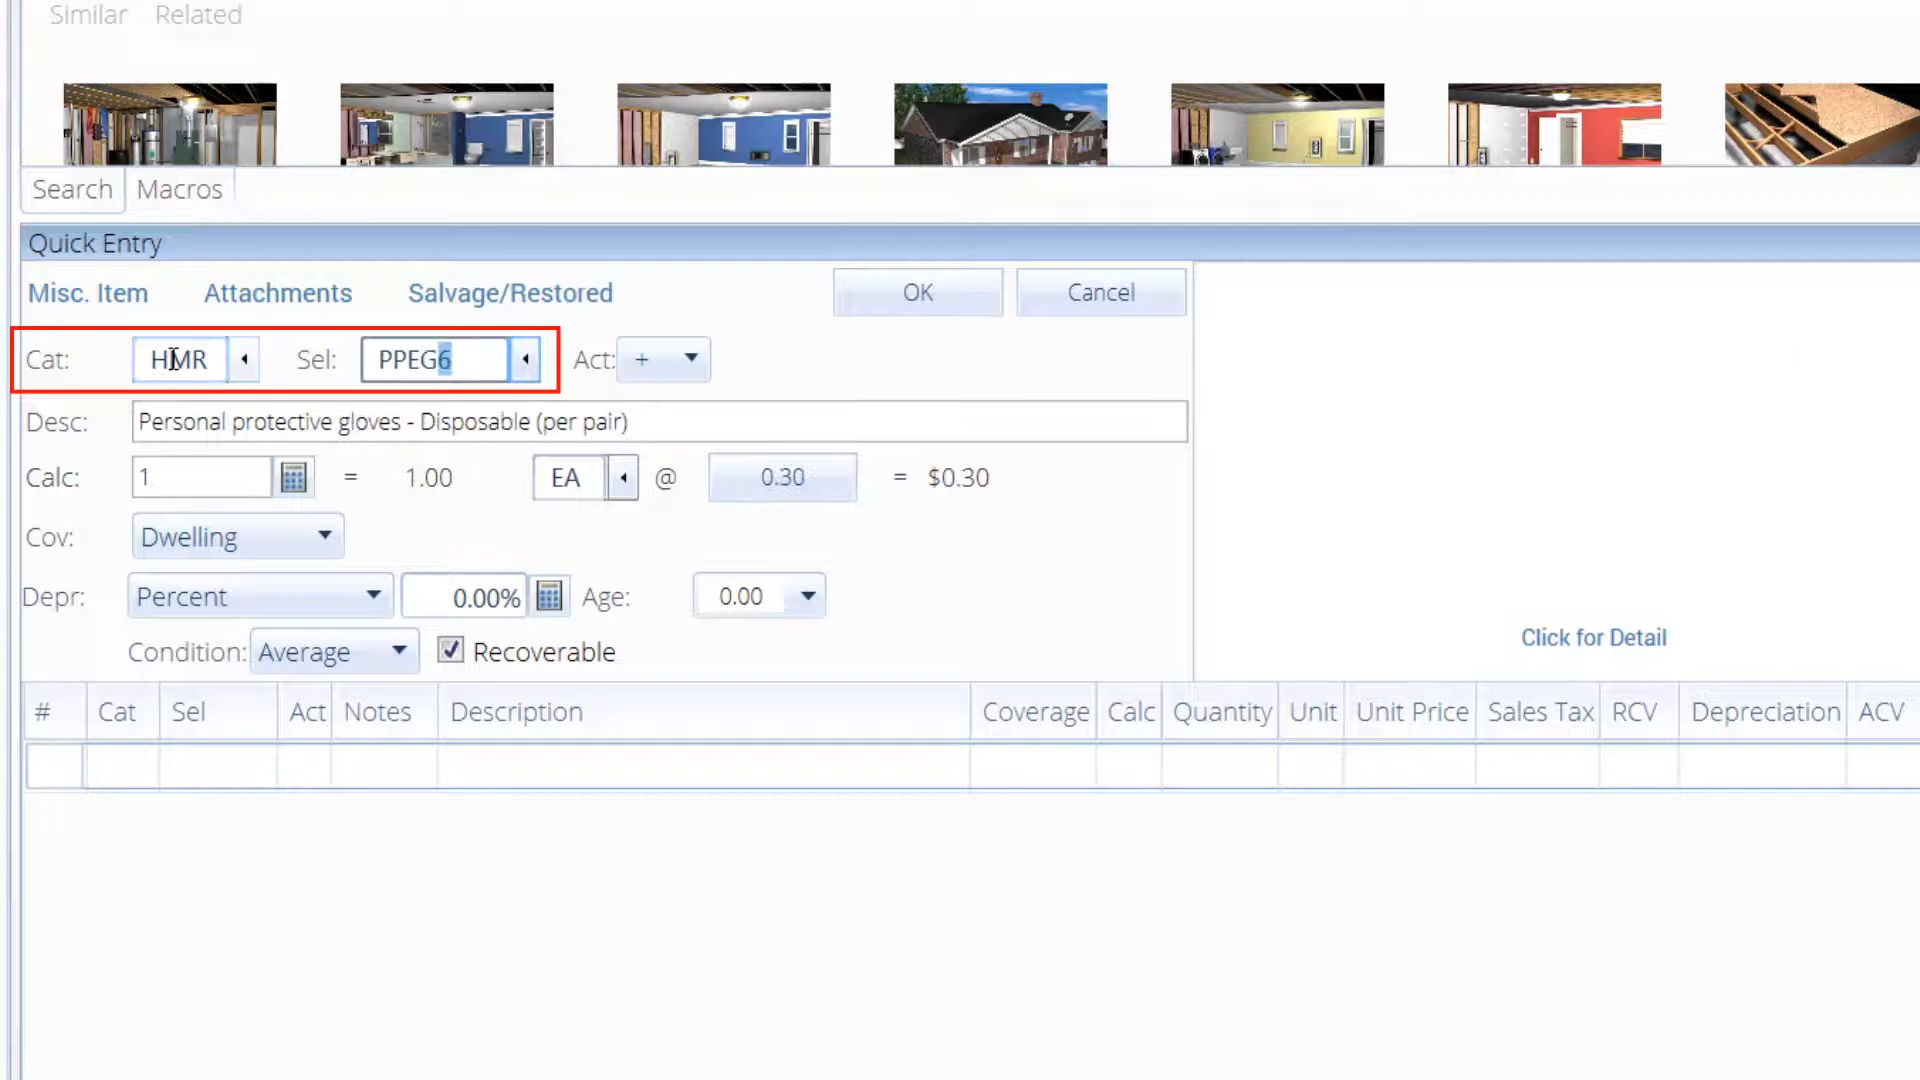 Similar Related
Search Macros
Quick Entry
Misc. Item Attachments Salvage/Restored OK Cancel
Cat: HMR Sel: PPEG6 Act: +
Desc: Personal protective gloves - Disposable (per pair)
Calc: 1 = 1.00 EA @ 0.30 = $0.30
Cov: Dwelling
Depr: Percent 0.00% Age: 0.00
Condition: Average Recoverable
Click for Detail
# Cat Sel Act Notes Description Coverage Calc Quantity Unit Unit Price Sales Tax RCV Depreciation ACV